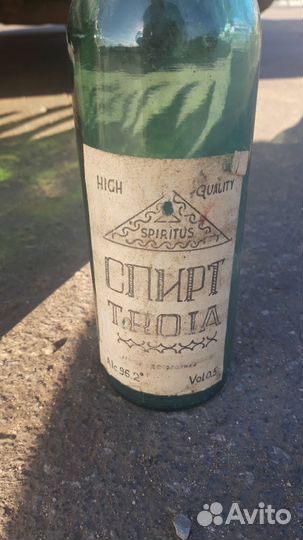 HIGH QUALITY
SPIRITUS
СПИРТ
TROIA
Alc 96,2° Vol 0.5
Avito